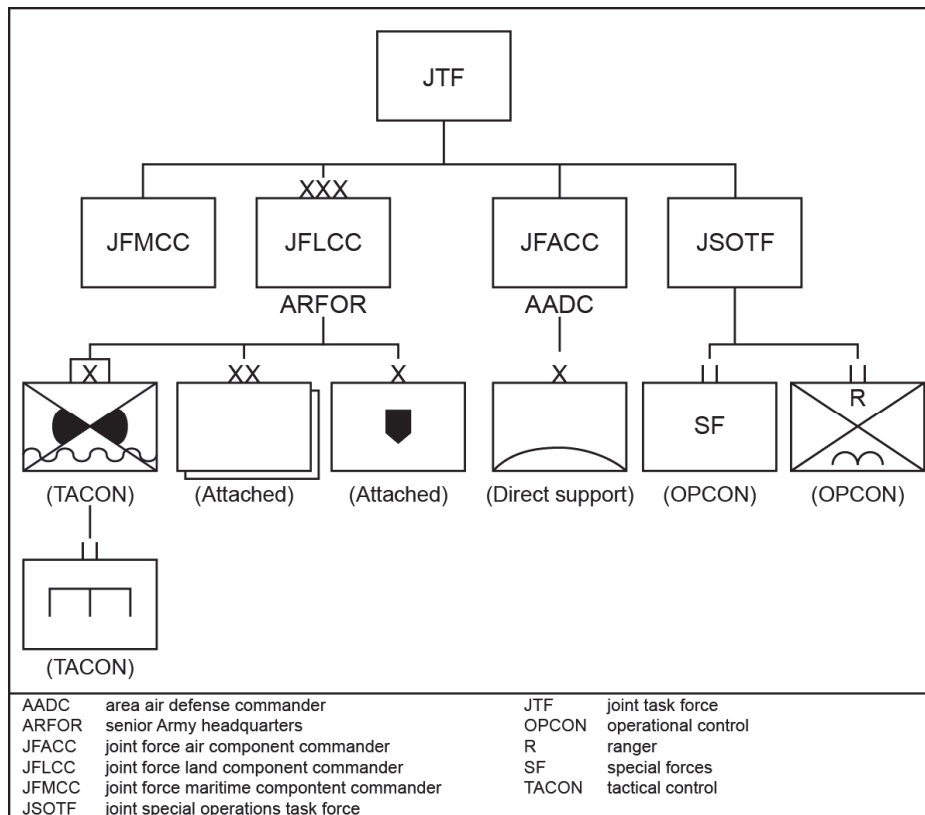 JTF
XXX
JFMCC
JFLCC
JFACC
JSOTF
ARFOR
AADC
X
XX
X
X
II
II
R
SF
(TACON)
(Attached)
(Attached)
(Direct support)
(OPCON)
(OPCON)
II
(TACON)
AADC area air defense commander
ARFOR senior Army headquarters
JFACC joint force air component commander
JFLCC joint force land component commander
JFMCC joint force maritime compontent commander
JSOTF joint special operations task force
JTF joint task force
OPCON operational control
R ranger
SF special forces
TACON tactical control